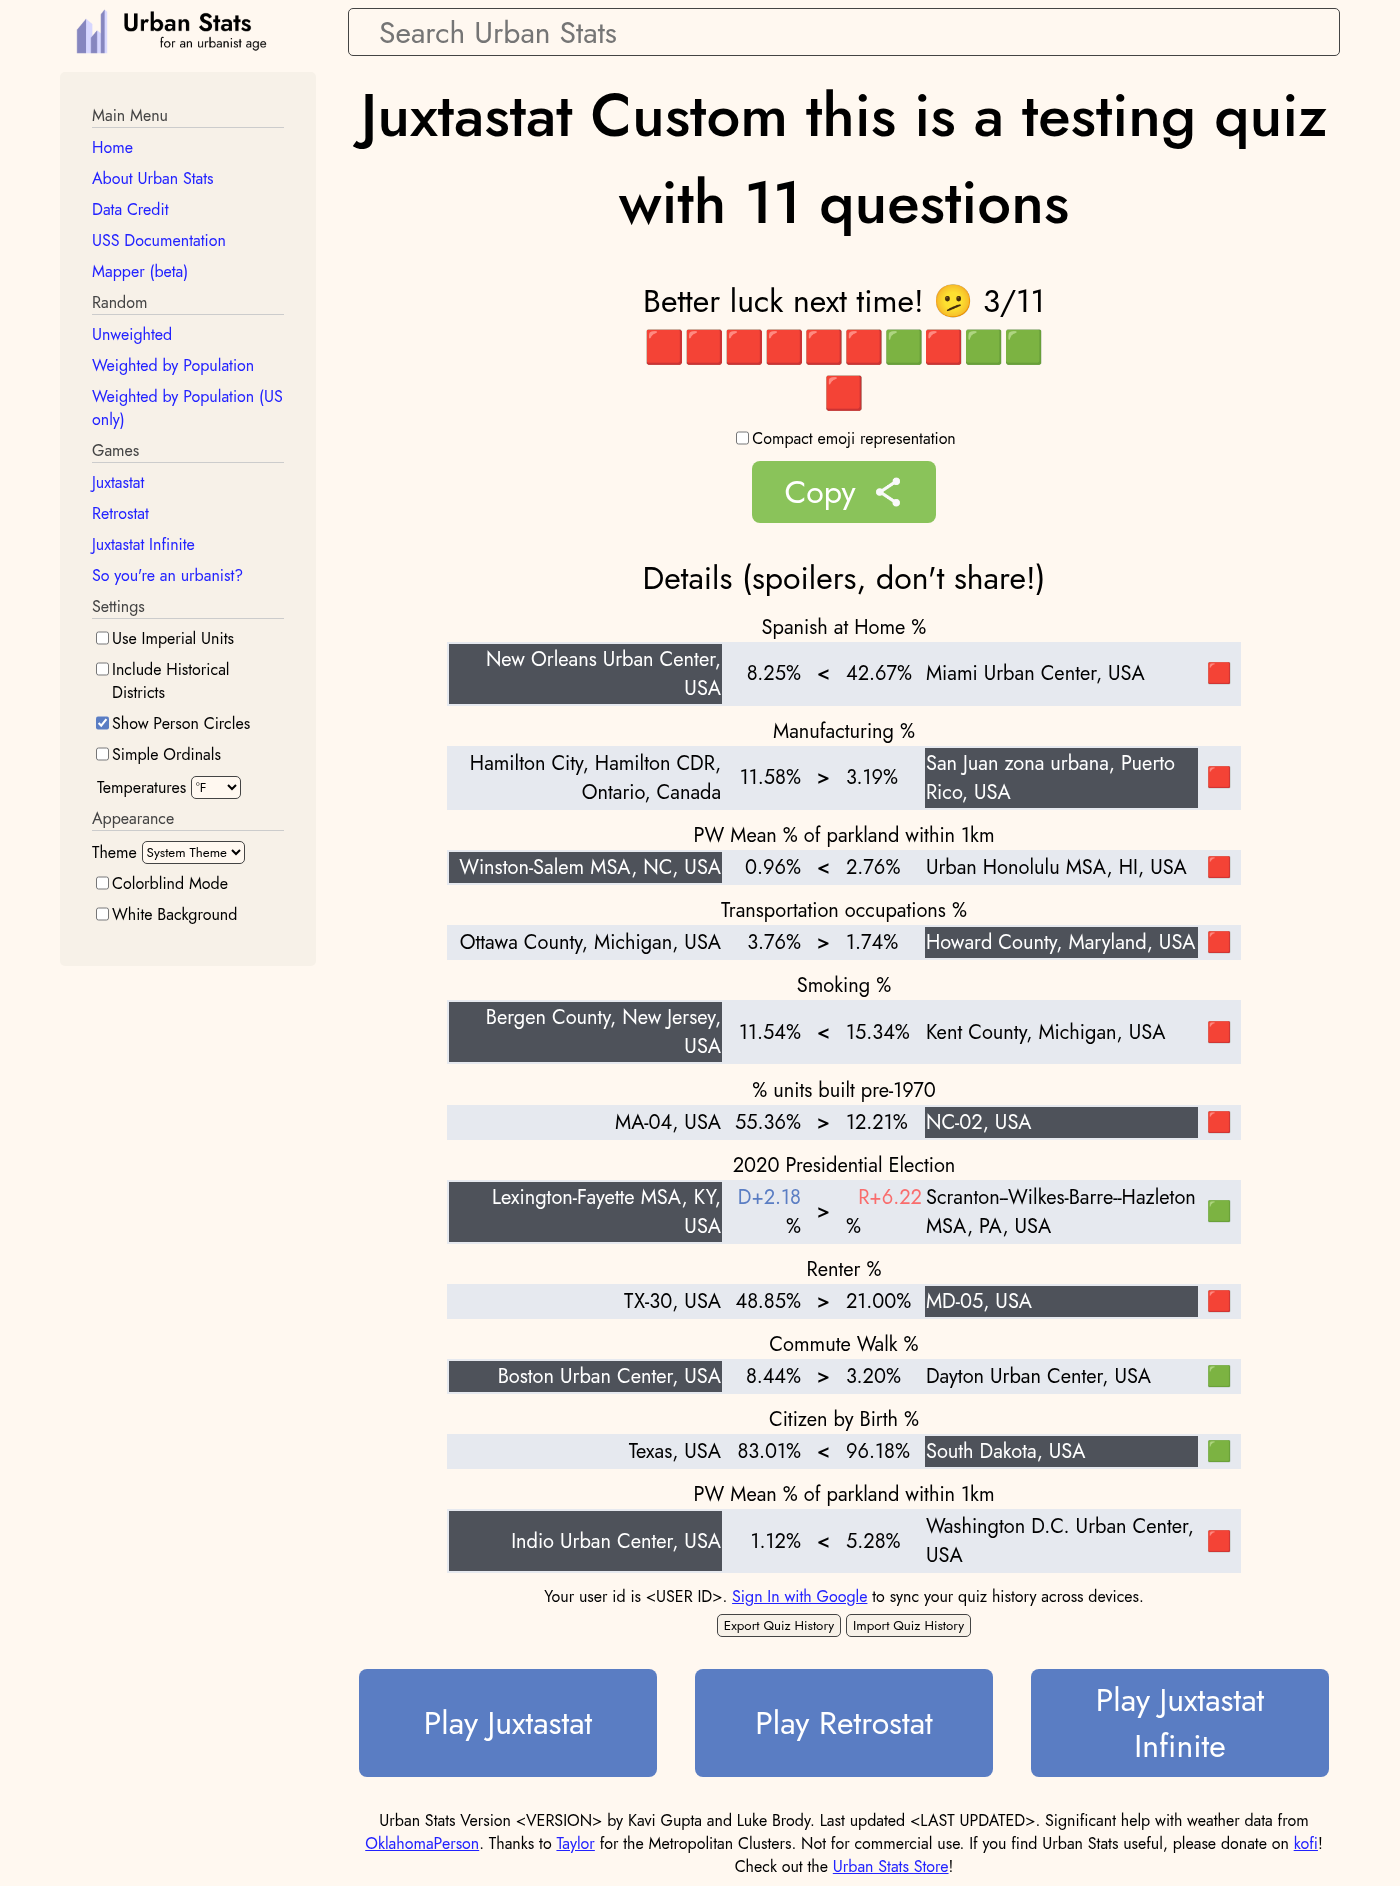 Urban Stats
for an urbanist age
Search Urban Stats
Main Menu
Home
About Urban Stats
Data Credit
USS Documentation
Mapper (beta)
Random
Unweighted
Weighted by Population
Weighted by Population (US
only)
Games
Juxtastat
Retrostat
Juxtastat Infinite
So you're an urbanist?
Settings
Use Imperial Units
Include Historical
Districts
Show Person Circles
Simple Ordinals
Temperatures °F
Appearance
Theme System Theme
Colorblind Mode
White Background
Juxtastat Custom this is a testing quiz
with 11 questions
Better luck next time! 🫤 3/11
🟥🟥🟥🟥🟥🟥🟩🟥🟩🟩
🟥
Compact emoji representation
Copy
Details (spoilers, don't share!)
Spanish at Home %
New Orleans Urban Center,
USA
8.25% < 42.67% Miami Urban Center, USA 🟥
Manufacturing %
Hamilton City, Hamilton CDR,
Ontario, Canada
11.58% > 3.19%
San Juan zona urbana, Puerto
Rico, USA
🟥
PW Mean % of parkland within 1km
Winston-Salem MSA, NC, USA 0.96% < 2.76% Urban Honolulu MSA, HI, USA 🟥
Transportation occupations %
Ottawa County, Michigan, USA 3.76% > 1.74% Howard County, Maryland, USA 🟥
Smoking %
Bergen County, New Jersey,
USA
11.54% < 15.34% Kent County, Michigan, USA 🟥
% units built pre-1970
MA-04, USA 55.36% > 12.21% NC-02, USA 🟥
2020 Presidential Election
Lexington-Fayette MSA, KY,
USA
D+2.18
%
>
R+6.22
%
Scranton--Wilkes-Barre--Hazleton
MSA, PA, USA
🟩
Renter %
TX-30, USA 48.85% > 21.00% MD-05, USA 🟥
Commute Walk %
Boston Urban Center, USA 8.44% > 3.20% Dayton Urban Center, USA 🟩
Citizen by Birth %
Texas, USA 83.01% < 96.18% South Dakota, USA 🟩
PW Mean % of parkland within 1km
Indio Urban Center, USA 1.12% < 5.28%
Washington D.C. Urban Center,
USA
🟥
Your user id is <USER ID>. Sign In with Google to sync your quiz history across devices.
Export Quiz History Import Quiz History
Play Juxtastat
Play Retrostat
Play Juxtastat
Infinite
Urban Stats Version <VERSION> by Kavi Gupta and Luke Brody. Last updated <LAST UPDATED>. Significant help with weather data from
OklahomaPerson. Thanks to Taylor for the Metropolitan Clusters. Not for commercial use. If you find Urban Stats useful, please donate on kofi!
Check out the Urban Stats Store!